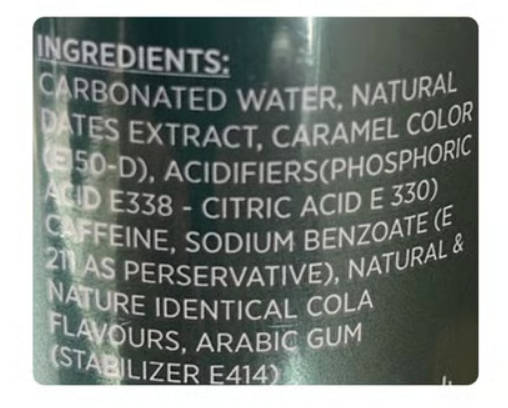 INGREDIENTS:
CARBONATED WATER, NATURAL
DATES EXTRACT, CARAMEL COLOR
(E150-D), ACIDIFIERS(PHOSPHORIC
ACID E338 - CITRIC ACID E 330)
CAFFEINE, SODIUM BENZOATE (E
211 AS PERSERVATIVE), NATURAL &
NATURE IDENTICAL COLA
FLAVOURS, ARABIC GUM
(STABILIZER E414)